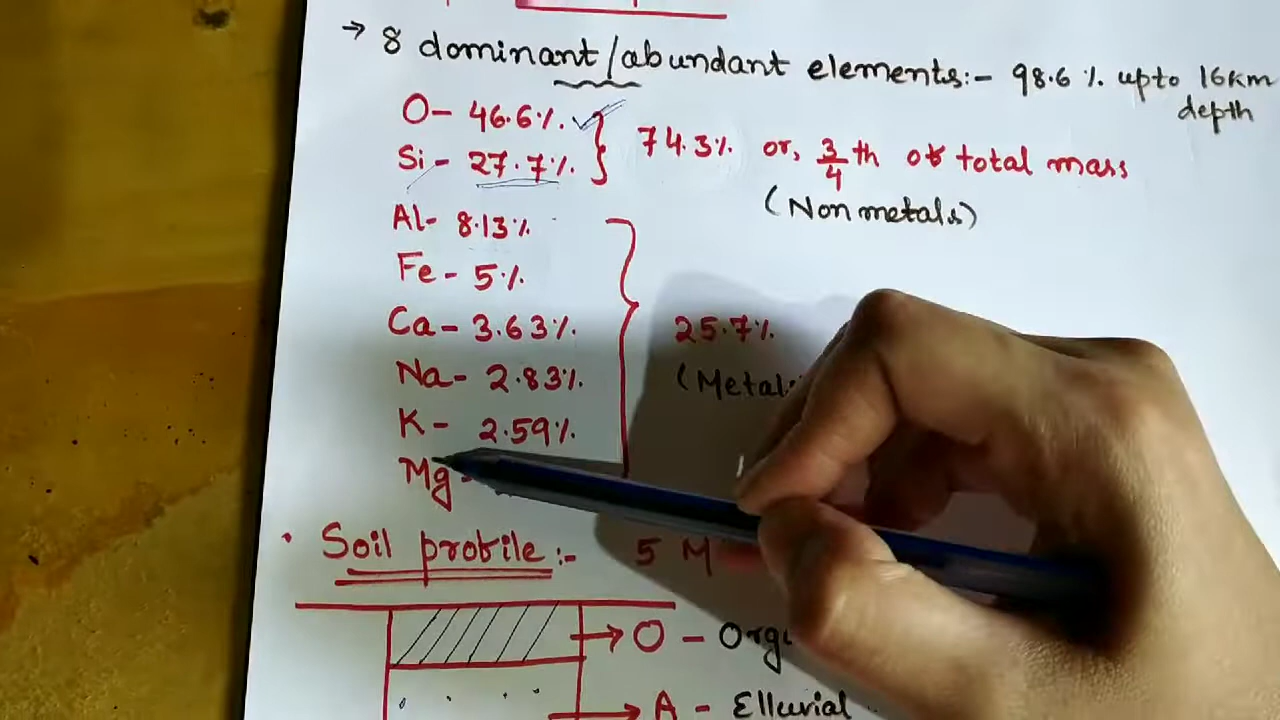 → 8 dominant/abundant elements:- 98.6% upto 16km depth
O- 46.6%.
Si- 27.7%.
74.3% or, 3/4 th of total mass
(Non metals)
Al- 8.13%
Fe- 5%
Ca- 3.63%
Na- 2.83%
K- 2.59%
Mg-
25.7%
(Metal
• Soil profile:- 5 M
→ O - Org
→ A - Elluvial